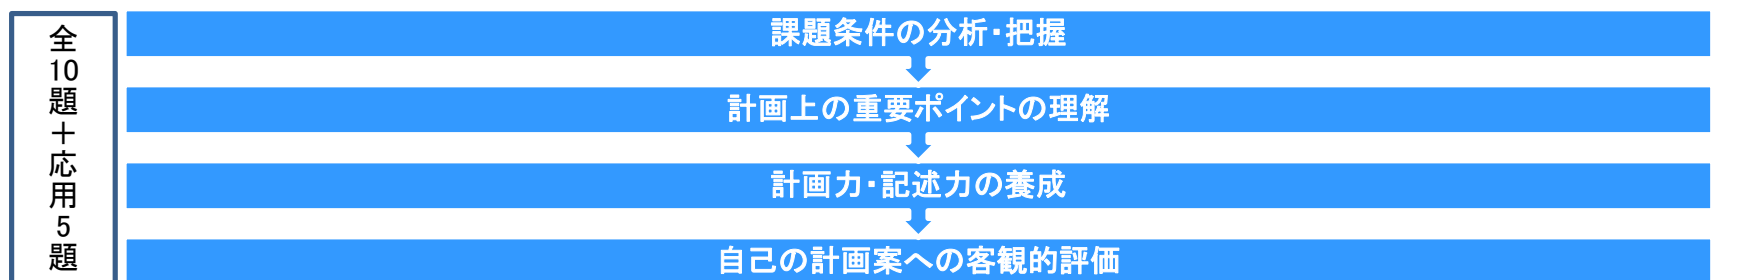 全10題＋応用5題
課題条件の分析・把握
計画上の重要ポイントの理解
計画力・記述力の養成
自己の計画案への客観的評価